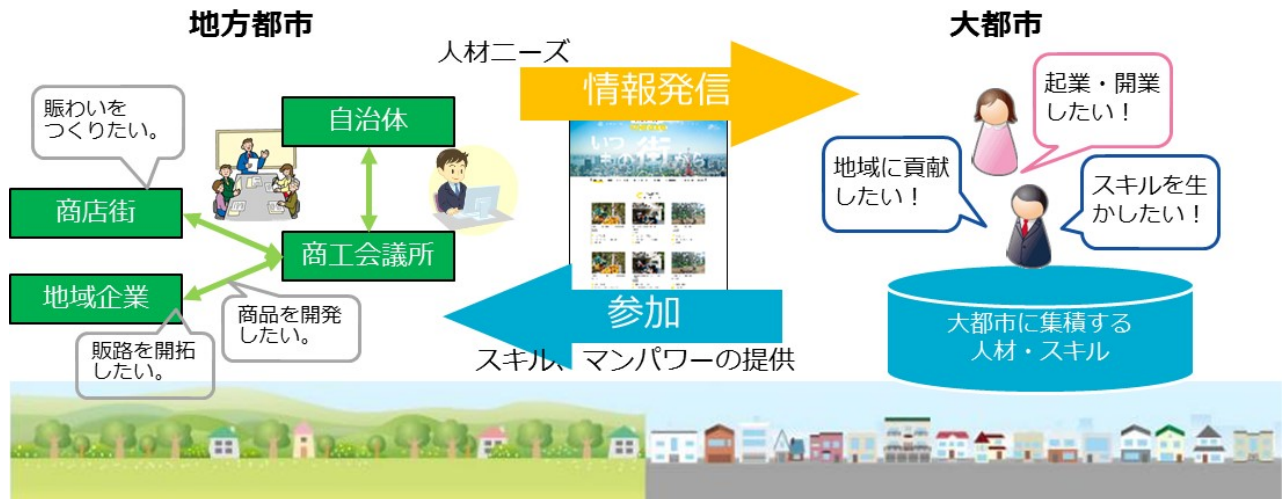 地方都市
大都市
人材ニーズ
情報発信
賑わいを
つくりたい。
自治体
商店街
商工会議所
地域企業
商品を開発
したい。
販路を開拓
したい。
いつ
街
参加
スキル、マンパワーの提供
起業・開業
したい！
地域に貢献
したい！
スキルを生
かしたい！
大都市に集積する
人材・スキル